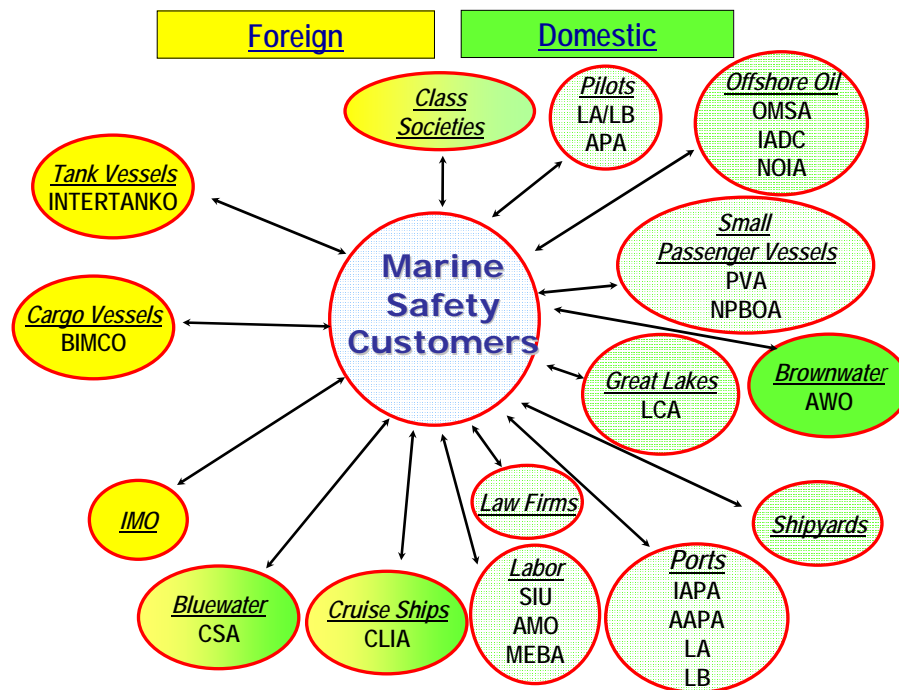 Foreign
Domestic
Class
Societies
Pilots
LA/LB
APA
Offshore Oil
OMSA
IADC
NOIA
Tank Vessels
INTERTANKO
Small
Passenger Vessels
PVA
NPBOA
Marine
Safety
Customers
Cargo Vessels
BIMCO
Great Lakes
LCA
Brownwater
AWO
IMO
Law Firms
Shipyards
Bluewater
CSA
Cruise Ships
CLIA
Labor
SIU
AMO
MEBA
Ports
IAPA
AAPA
LA
LB